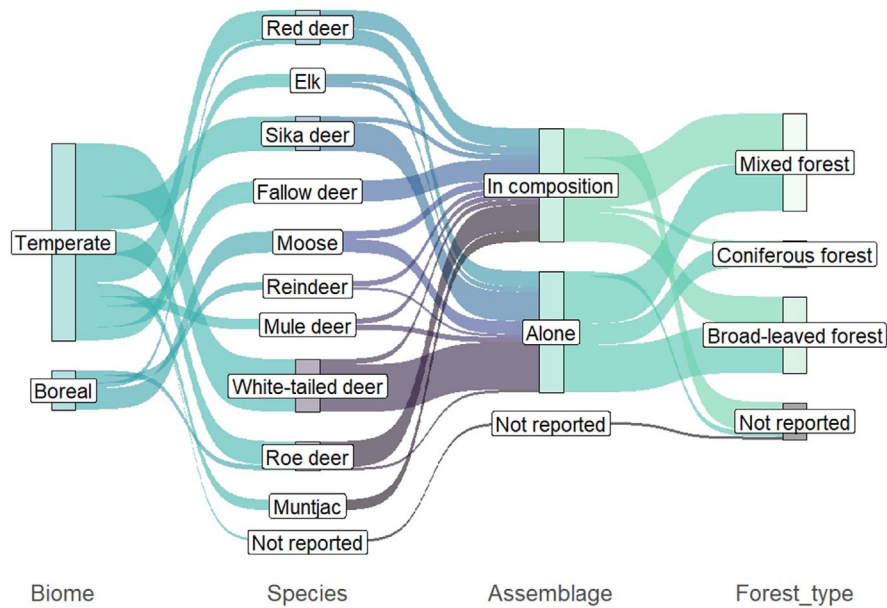 Red deer
Elk
Sika deer
Fallow deer
Moose
Reindeer
Mule deer
White-tailed deer
Roe deer
Muntjac
Not reported
Temperate
Boreal
In composition
Alone
Not reported
Mixed forest
Coniferous forest
Broad-leaved forest
Not reported
Biome
Species
Assemblage
Forest_type